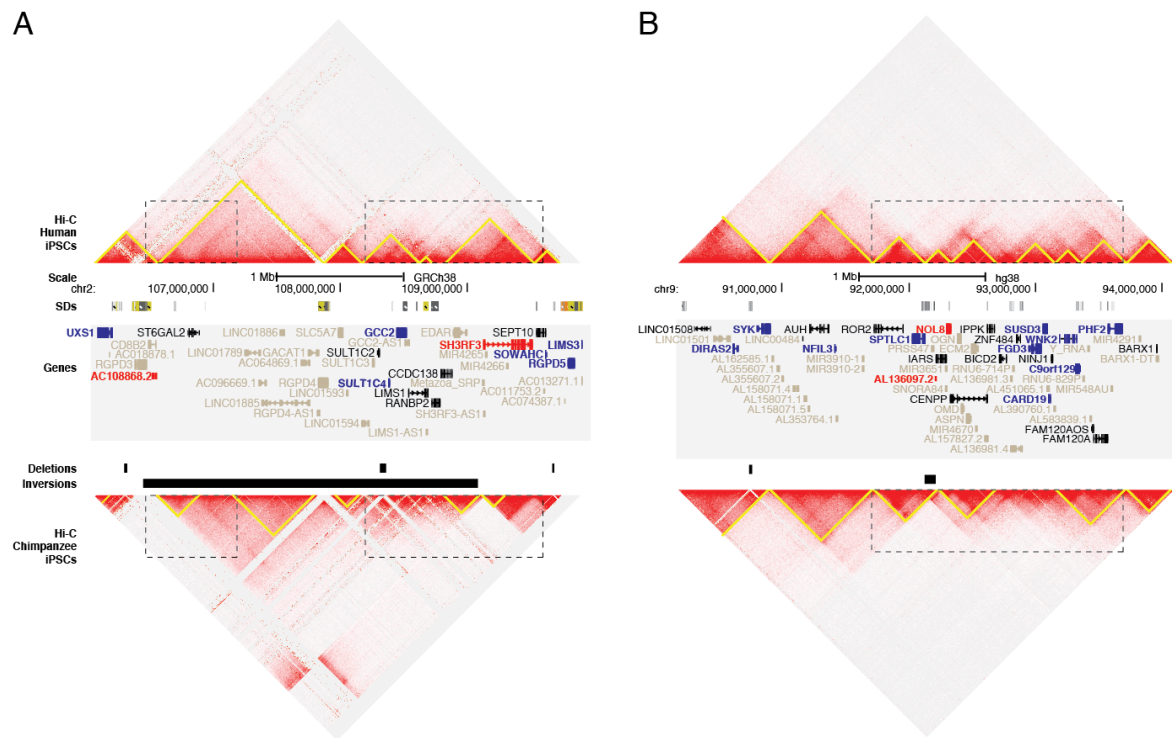 A
B
Hi-C
Human
iPSCs
Scale
1 Mb
GRCh38
1 Mb
hg38
chr2:
107,000,000
108,000,000
109,000,000
chr9:
91,000,000
92,000,000
93,000,000
94,000,000
SDs
SDs
Genes
UXS1
ST6GAL2
LINC01886
SLC5A7
GCC2
EDAR
SEPT10
CD8B2
GCC2-AS1
SH3RF3
LIMS3
RGPD3
LINC01789
GACAT1
SULT1C2
MIR4265
SOWAHC
AC018878.1
AC064869.1
SULT1C3
CCDC138
MIR4266
RGPD5
AC108868.2
AC096669.1
RGPD4
SULT1C4
Metazoa_SRP
AC013271.1
LINC01593
LIMS1
AC011753.2
LINC01885
RANBP2
AC074387.1
RGPD4-AS1
SH3RF3-AS1
LINC01594
LIMS1-AS1
Genes
LINC01508
SYK
AUH
ROR2
NOL8
IPPK
SUSD3
PHF2
LINC01501
LINC00484
SPTLC1
OGN
ZNF484
WNK2
MIR4291
DIRAS2
NFIL3
PRSS47
ECM2
FGD3
Y_RNA
BARX1
AL162585.1
MIR3910-1
IARS
BICD2
NINJ1
BARX1-DT
AL355607.1
MIR3910-2
MIR3651
RNU6-714P
C9orf129
AL355607.2
AL136097.2
AL136981.3
RNU6-829P
AL158071.4
SNORA84
AL451065.1
MIR548AU
AL158071.1
CENPP
CARD19
AL158071.5
OMD
AL390760.1
AL353764.1
ASPN
AL583839.1
MIR4670
FAM120AOS
AL157827.2
FAM120A
AL136981.4
Deletions
Inversions
Hi-C
Chimpanzee
iPSCs